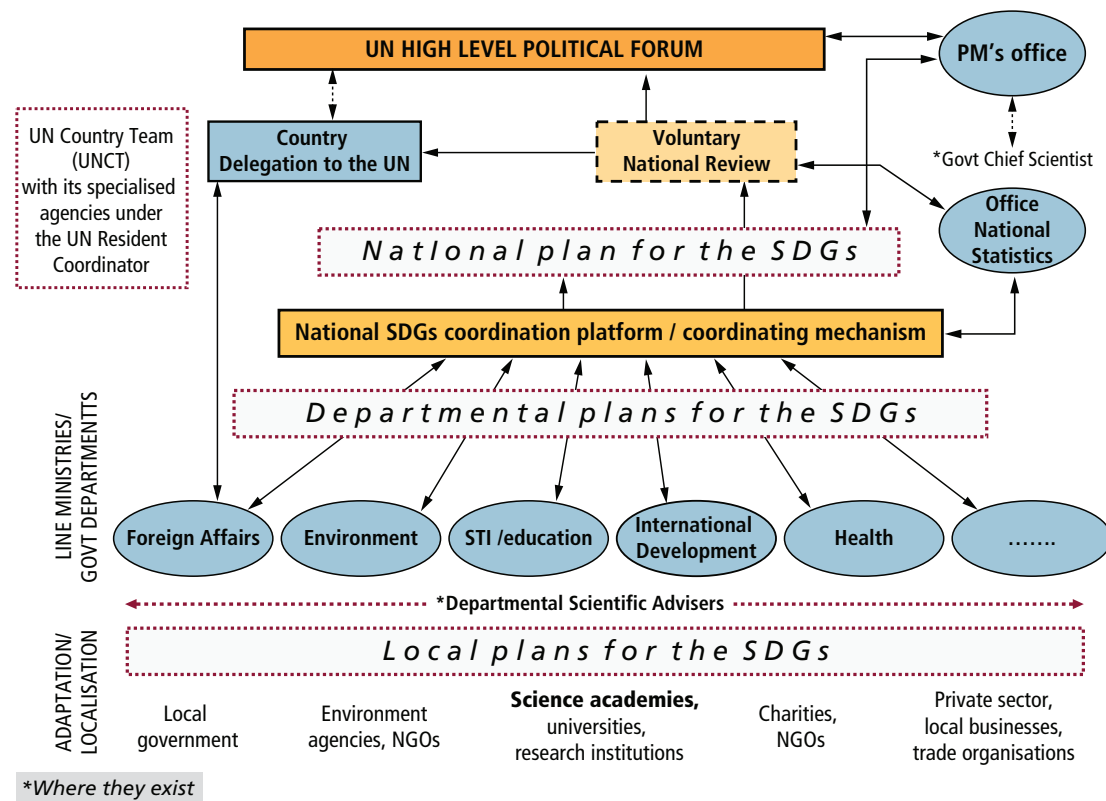 UN HIGH LEVEL POLITICAL FORUM
PM's office
UN Country Team
(UNCT)
with its specialised
agencies under
the UN Resident
Coordinator
Country
Delegation to the UN
Voluntary
National Review
*Govt Chief Scientist
Office
National
Statistics
NatIonal plan for the SDGs
National SDGs coordination platform / coordinating mechanism
Departmental plans for the SDGs
LINE MINISTRIES/
GOVT DEPARTMENTTS
Foreign Affairs
Environment
STI /education
International
Development
Health
.......
*Departmental Scientific Advisers
ADAPTATION/
LOCALISATION
Local plans for the SDGs
Local
government
Environment
agencies, NGOs
Science academies,
universities,
research institutions
Charities,
NGOs
Private sector,
local businesses,
trade organisations
*Where they exist